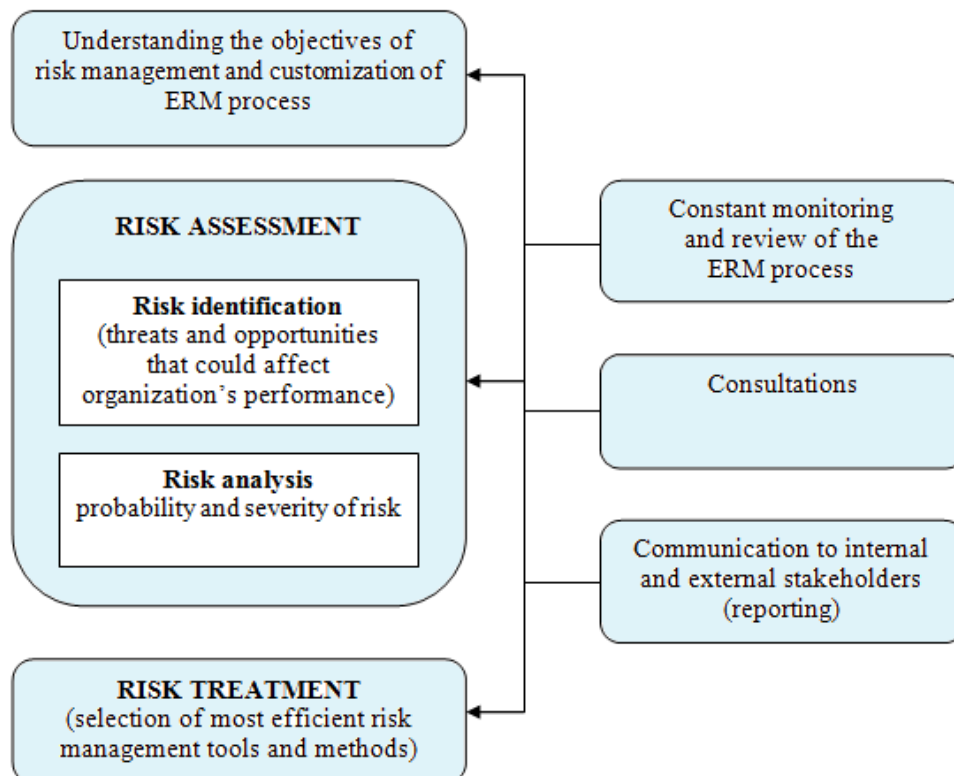 Understanding the objectives of
risk management and customization of
ERM process
RISK ASSESSMENT
Risk identification
(threats and opportunities
that could affect
organization's performance)
Risk analysis
probability and severity of risk
RISK TREATMENT
(selection of most efficient risk
management tools and methods)
Constant monitoring
and review of the
ERM process
Consultations
Communication to internal
and external stakeholders
(reporting)